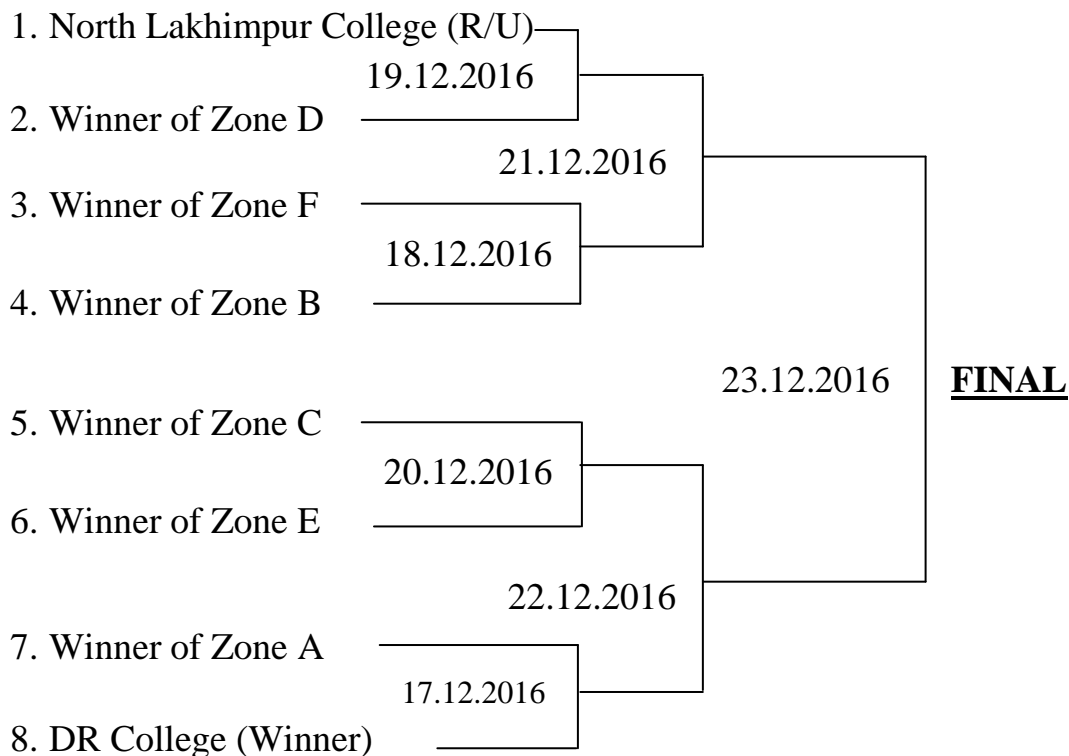 1. North Lakhimpur College (R/U)
19.12.2016
2. Winner of Zone D
21.12.2016
3. Winner of Zone F
18.12.2016
4. Winner of Zone B
23.12.2016 FINAL
5. Winner of Zone C
20.12.2016
6. Winner of Zone E
22.12.2016
7. Winner of Zone A
17.12.2016
8. DR College (Winner)